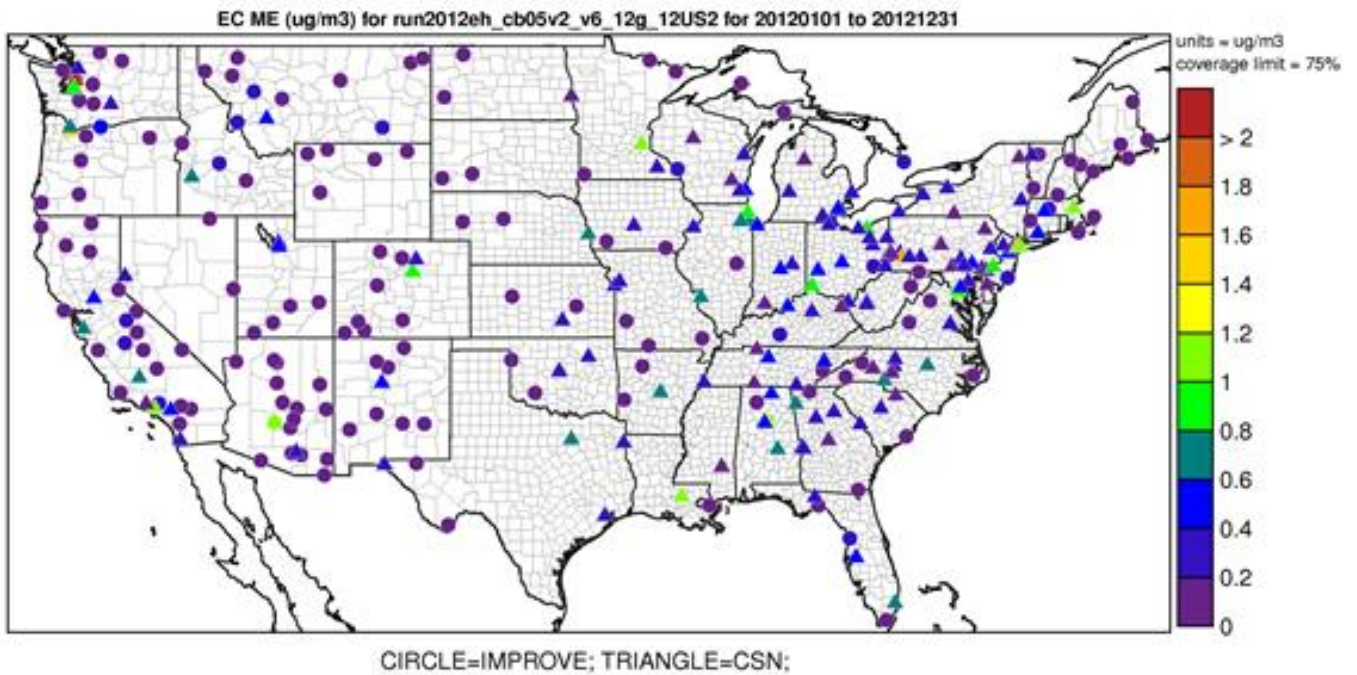 EC ME (ug/m3) for run2012eh_cb05v2_v6_12g_12US2 for 20120101 to 20121231
units = ug/m3
coverage limit = 75%
> 2
1.8
1.6
1.4
1.2
1
0.8
0.6
0.4
0.2
0
CIRCLE=IMPROVE; TRIANGLE=CSN;